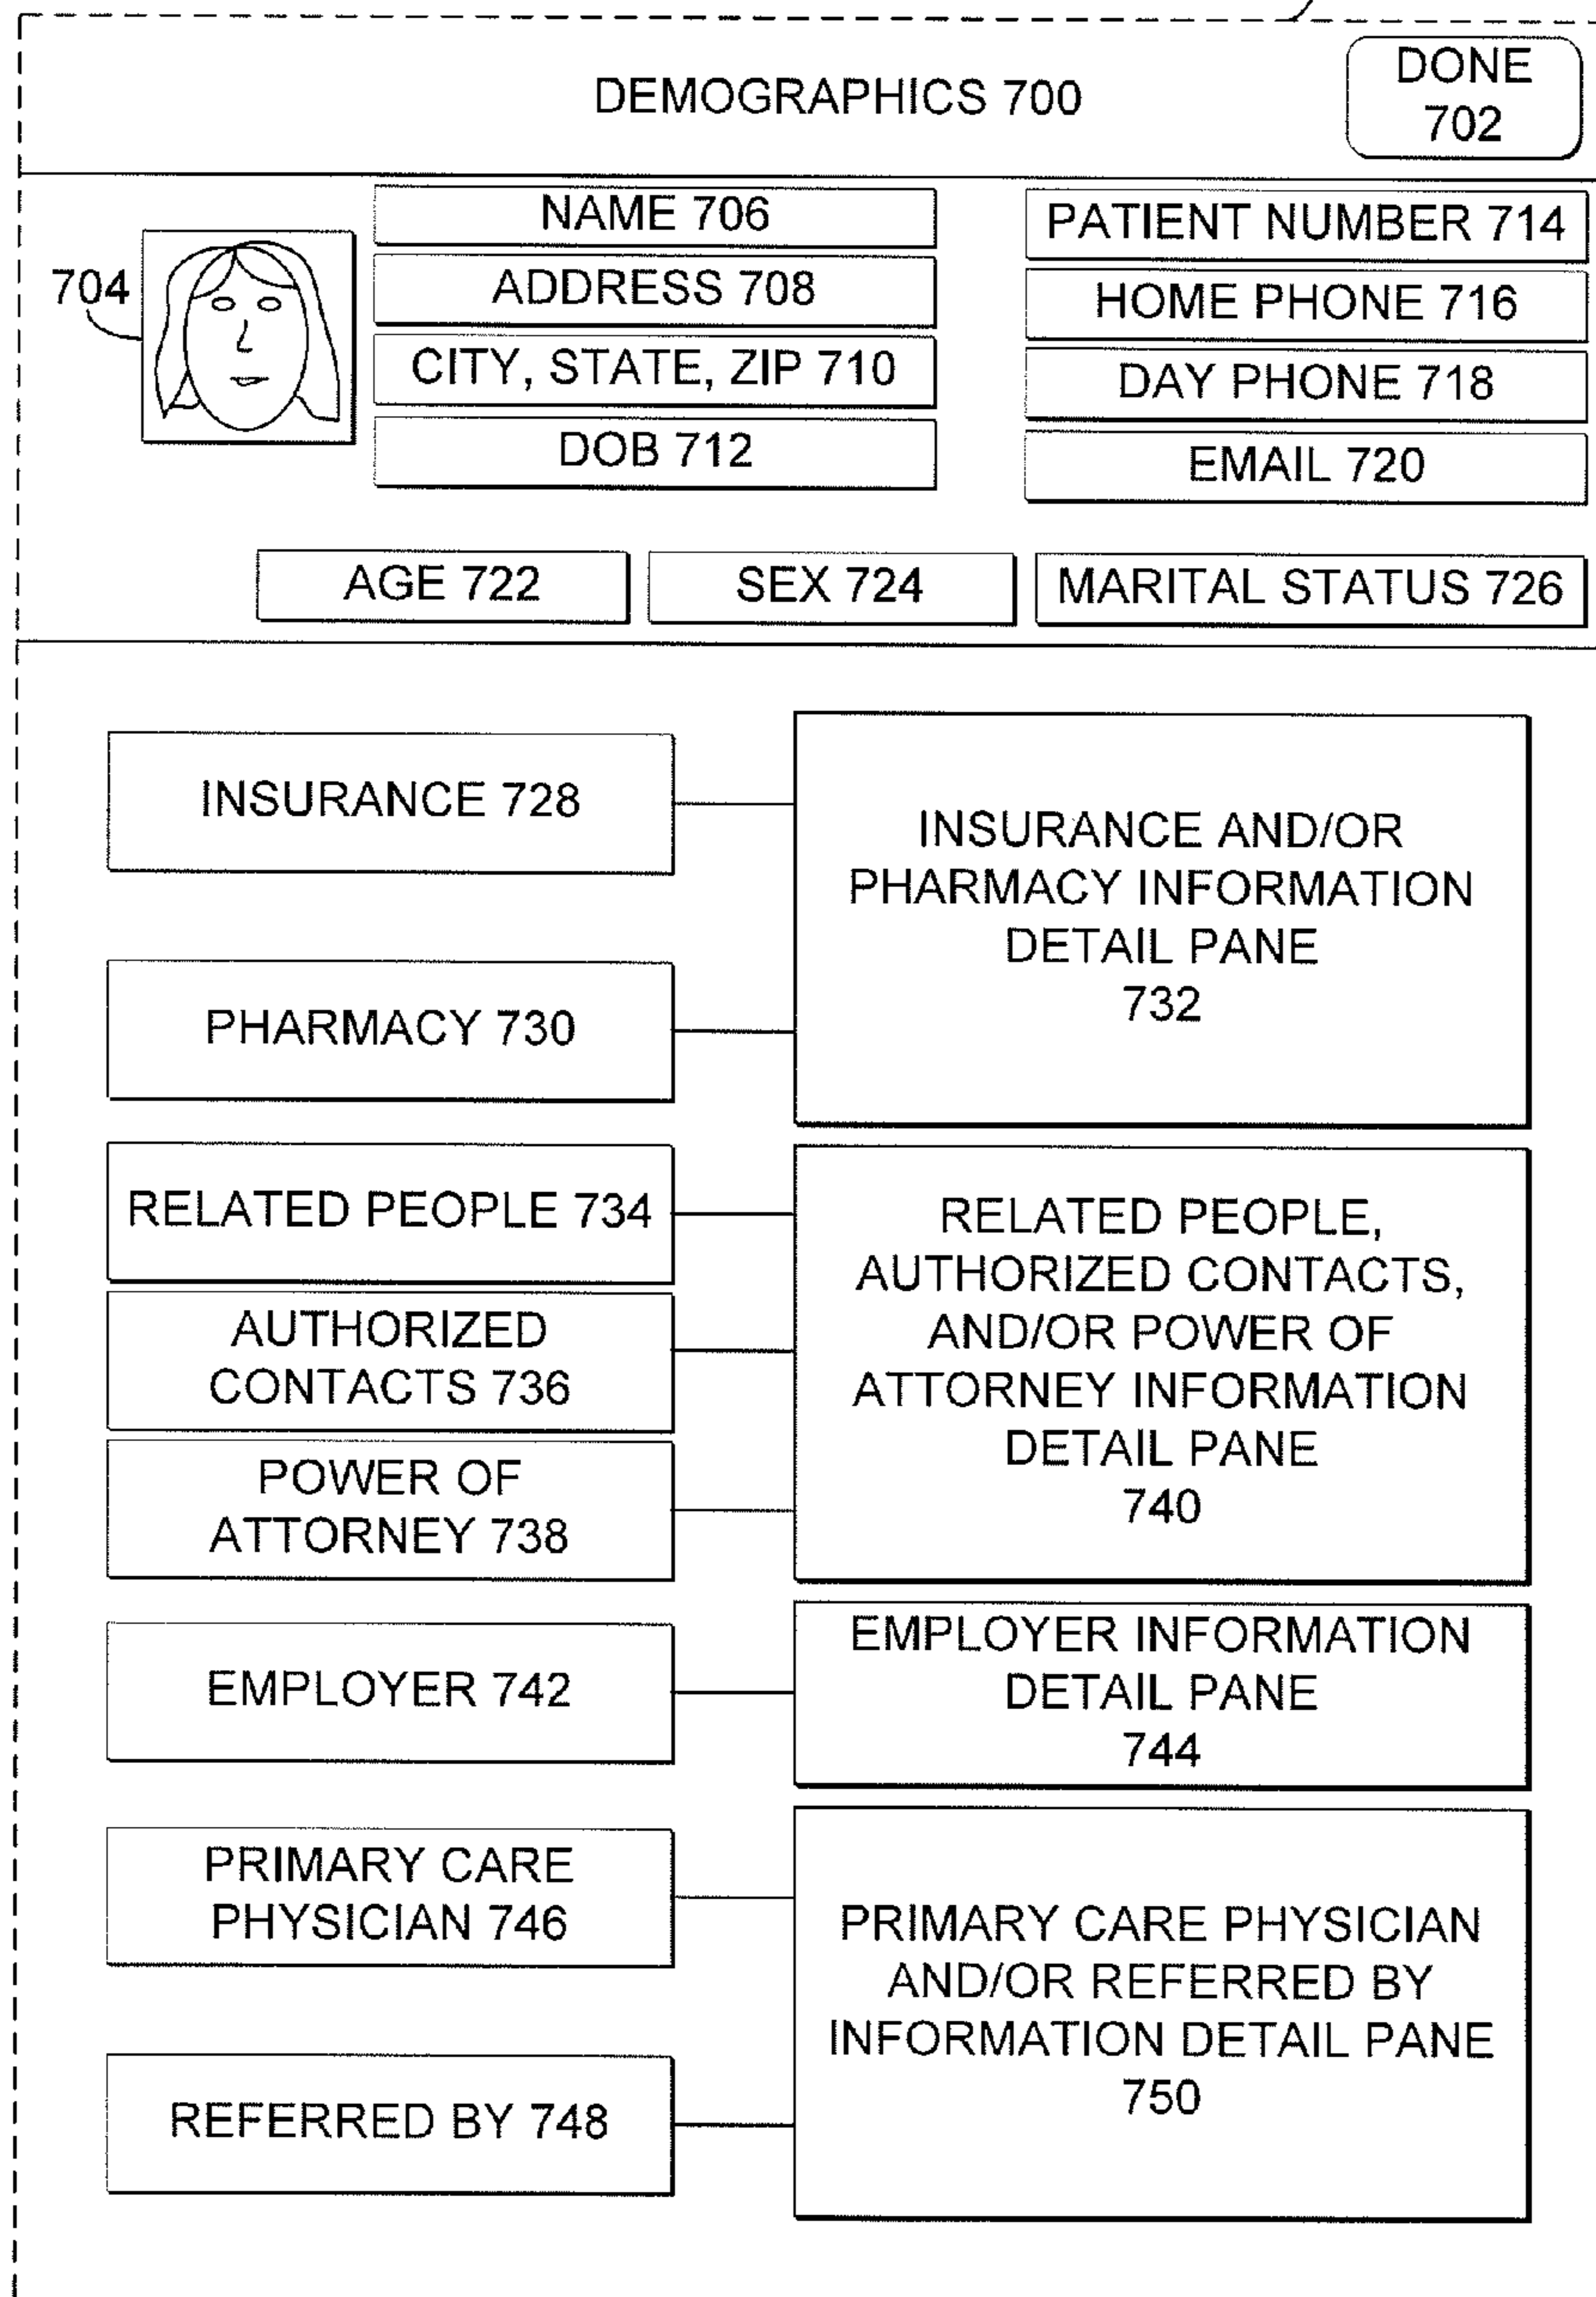 DEMOGRAPHICS 700
DONE
702
704
NAME 706
ADDRESS 708
CITY, STATE, ZIP 710
DOB 712
PATIENT NUMBER 714
HOME PHONE 716
DAY PHONE 718
EMAIL 720
AGE 722
SEX 724
MARITAL STATUS 726
INSURANCE 728
PHARMACY 730
INSURANCE AND/OR
PHARMACY INFORMATION
DETAIL PANE
732
RELATED PEOPLE 734
AUTHORIZED
CONTACTS 736
POWER OF
ATTORNEY 738
RELATED PEOPLE,
AUTHORIZED CONTACTS,
AND/OR POWER OF
ATTORNEY INFORMATION
DETAIL PANE
740
EMPLOYER 742
EMPLOYER INFORMATION
DETAIL PANE
744
PRIMARY CARE
PHYSICIAN 746
REFERRED BY 748
PRIMARY CARE PHYSICIAN
AND/OR REFERRED BY
INFORMATION DETAIL PANE
750